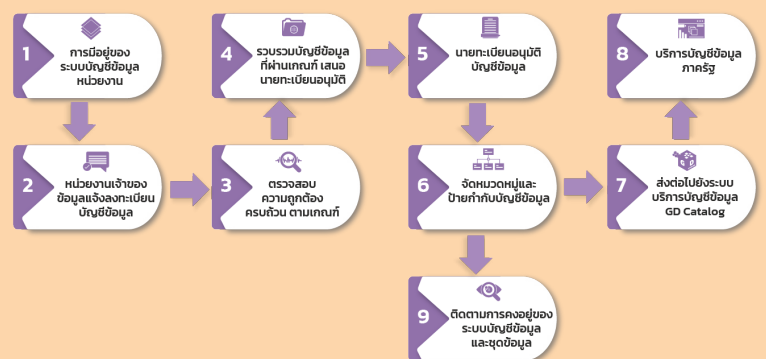 1
การมีอยู่ของ
ระบบบัญชีข้อมูล
หน่วยงาน
2
หน่วยงานเจ้าของ
ข้อมูลแจ้งลงทะเบียน
บัญชีข้อมูล
3
ตรวจสอบ
ความถูกต้อง
ครบถ้วน ตามเกณฑ์
4
รวบรวมบัญชีข้อมูล
ที่ผ่านเกณฑ์ เสนอ
นายทะเบียนอนุมัติ
5
นายทะเบียนอนุมัติ
บัญชีข้อมูล
6
จัดหมวดหมู่และ
ป้ายกำกับบัญชีข้อมูล
7
ส่งต่อไปยังระบบ
บริการบัญชีข้อมูล
GD Catalog
8
บริการบัญชีข้อมูล
ภาครัฐ
9
ติดตามการคงอยู่ของ
ระบบบัญชีข้อมูล
และชุดข้อมูล